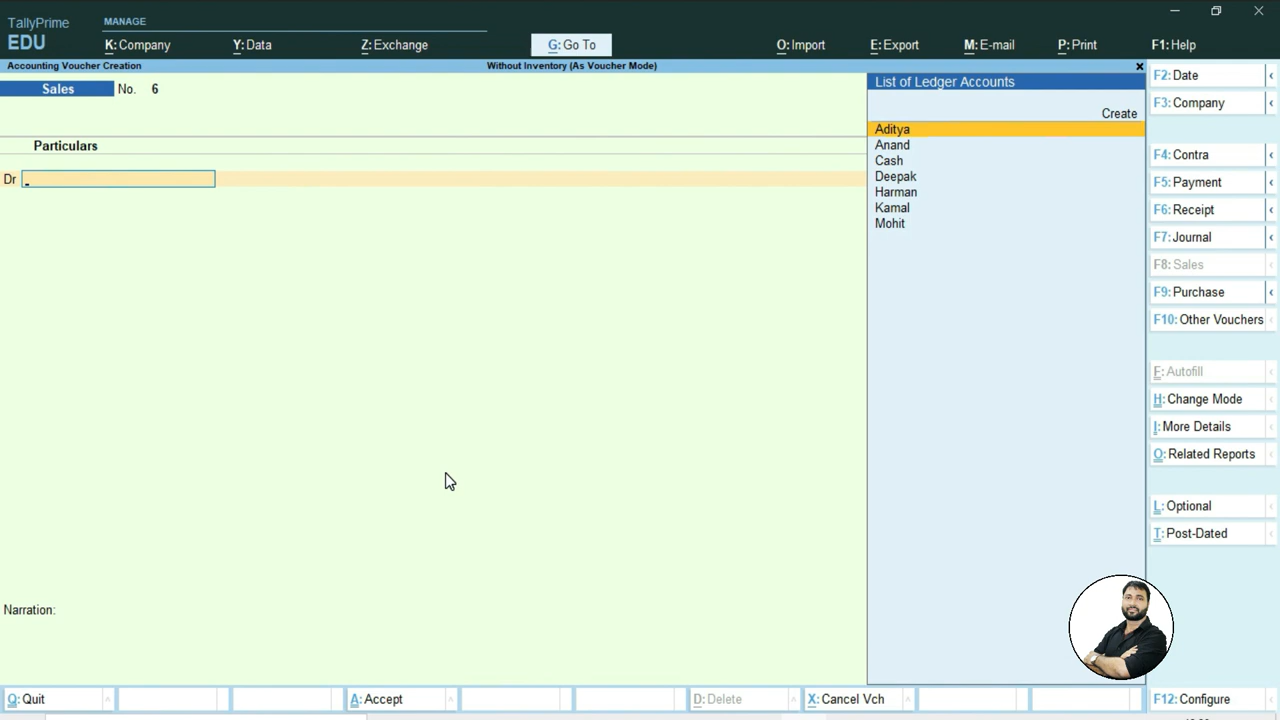 TallyPrime
EDU
MANAGE
K: Company
Y: Data
Z: Exchange
G: Go To
O: Import
E: Export
M: E-mail
P: Print
F1: Help
Accounting Voucher Creation
Without Inventory (As Voucher Mode)
Sales
No. 6
Particulars
Dr
List of Ledger Accounts
Create
Aditya
Anand
Cash
Deepak
Harman
Kamal
Mohit
F2: Date
F3: Company
F4: Contra
F5: Payment
F6: Receipt
F7: Journal
F8: Sales
F9: Purchase
F10: Other Vouchers
F: Autofill
H: Change Mode
I: More Details
O: Related Reports
L: Optional
T: Post-Dated
Narration:
Q: Quit
A: Accept
D: Delete
X: Cancel Vch
F12: Configure